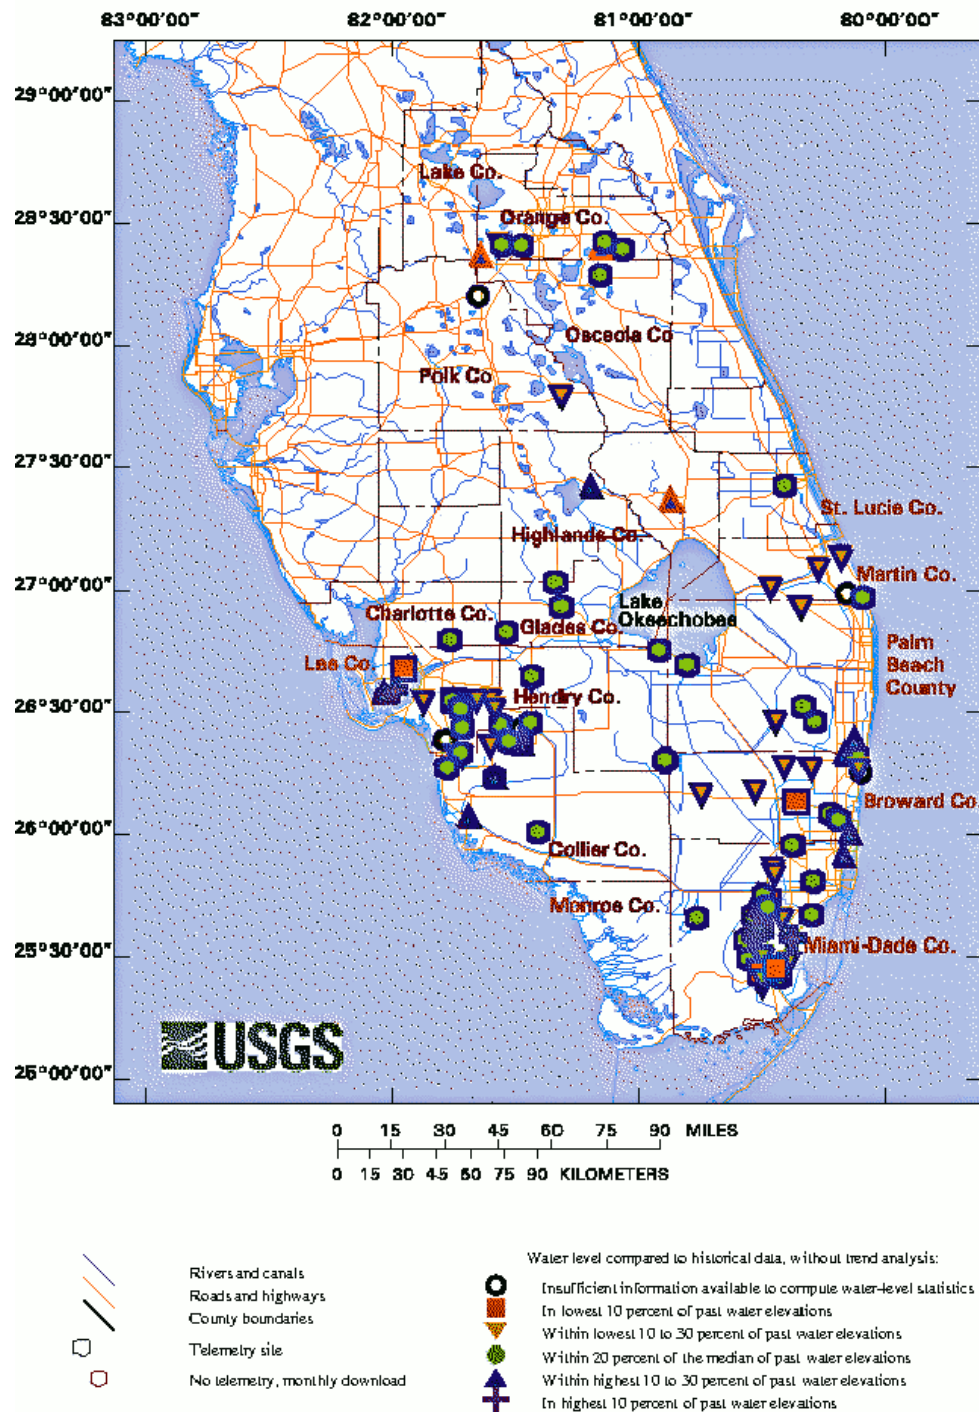 83°00'00" 82°00'00" 81°00'00" 80°00'00"
29°00'00"
Lake Co.
28°30'00"
Orange Co.
28°00'00"
Osceola Co
Polk Co
27°30'00"
St. Lucie Co.
Highlands Co.
27°00'00"
Martin Co.
Lake
Okeechobee
Charlotte Co.
Glades Co.
Palm
Beach
County
Lee Co.
Hendry Co.
26°30'00"
Broward Co.
26°00'00"
Collier Co.
Monroe Co.
25°30'00"
Miami-Dade Co.
USGS
25°00'00"
0 15 30 45 60 75 90 MILES
0 15 30 45 60 75 90 KILOMETERS
Water level compared to historical data, without trend analysis:
Rivers and canals
Insufficient information available to compute water-level statistics
Roads and highways
In lowest 10 percent of past water elevations
County boundaries
Within lowest 10 to 30 percent of past water elevations
Telemetry site
Within 20 percent of the median of past water elevations
No telemetry, monthly download
Within highest 10 to 30 percent of past water elevations
In highest 10 percent of past water elevations